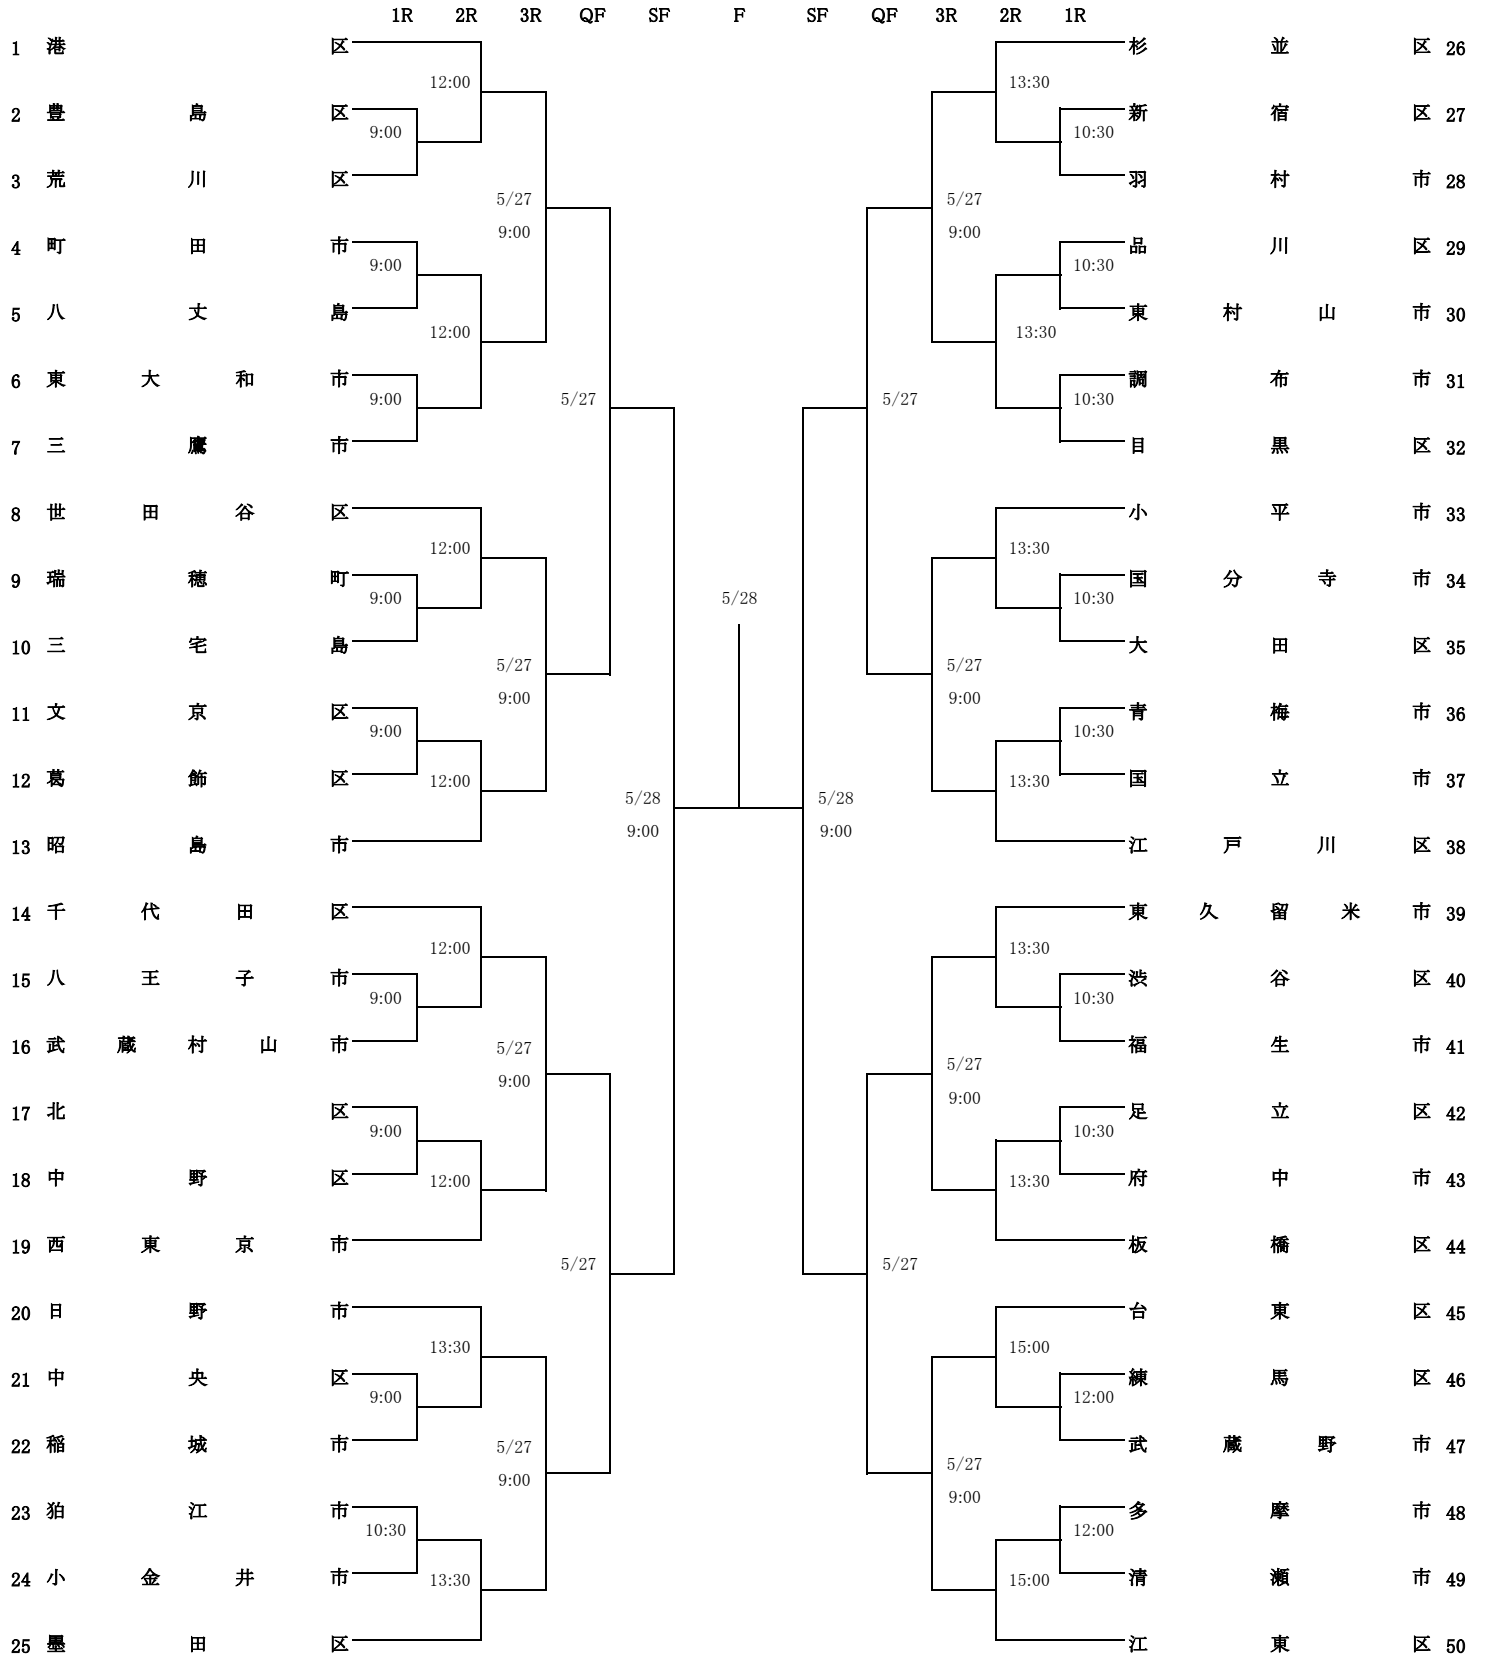 1R 2R 3R QF SF F SF QF 3R 2R 1R
1 港区 杉並区 26
12:00 13:30
2 豊島区 新宿区 27
9:00 10:30
3 荒川区 羽村市 28
5/27 5/27
9:00 9:00
4 町田市 品川区 29
9:00 10:30
5 八丈島 東村山市 30
12:00 13:30
6 東大和市 調布市 31
9:00 5/27 5/27 10:30
7 三鷹市 目黒区 32
8 世田谷区 小平市 33
12:00 13:30
9 瑞穂町 国分寺市 34
9:00 5/28 10:30
10 三宅島 大田区 35
5/27 5/27
9:00 9:00
11 文京区 青梅市 36
9:00 10:30
12 葛飾区 国立市 37
12:00 13:30
5/28 5/28
9:00 9:00
13 昭島市 江戸川区 38
14 千代田区 東久留米市 39
12:00 13:30
15 八王子市 渋谷区 40
9:00 10:30
16 武蔵村山市 福生市 41
5/27 5/27
9:00 9:00
17 北区 足立区 42
9:00 10:30
18 中野区 府中市 43
12:00 13:30
19 西東京市 板橋区 44
5/27 5/27
20 日野市 台東区 45
13:30 15:00
21 中央区 練馬区 46
9:00 12:00
22 稲城市 武蔵野市 47
5/27 5/27
9:00 9:00
23 狛江市 多摩市 48
10:30 12:00
24 小金井市 清瀬市 49
13:30 15:00
25 墨田区 江東区 50